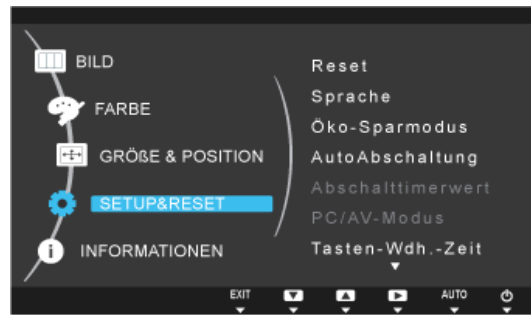 BILD
FARBE
GRÖßE & POSITION
SETUP&RESET
INFORMATIONEN
Reset
Sprache
Öko-Sparmodus
AutoAbschaltung
Abschalttimerwert
PC/AV-Modus
Tasten-Wdh.-Zeit
EXIT
AUTO